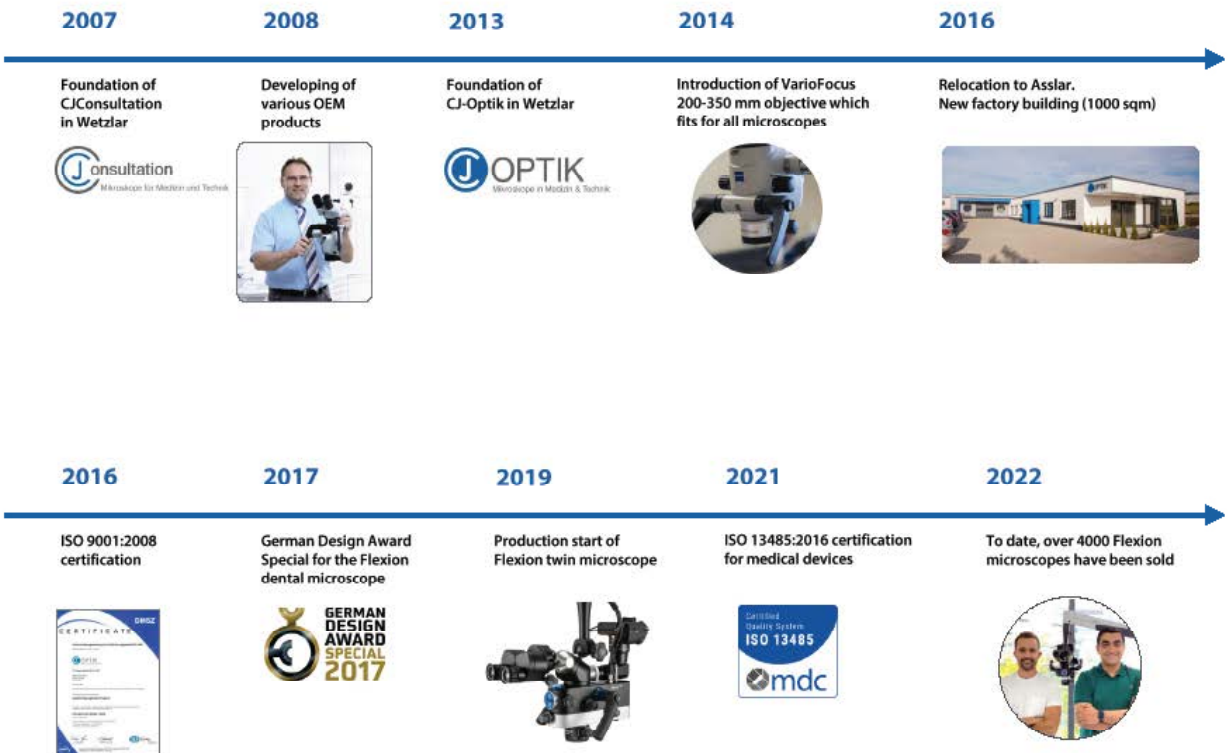 2007
2008
2013
2014
2016
Foundation of
CJConsultation
in Wetzlar
Developing of
various OEM
products
Foundation of
CJ-Optik in Wetzlar
Introduction of VarioFocus
200-350 mm objective which
fits for all microscopes
Relocation to Asslar.
New factory building (1000 sqm)
CJonsultation
Mikroskope für Medizin und Technik
CJ OPTIK
Mikroskope in Medizin & Technik
OPTIK
2016
2017
2019
2021
2022
ISO 9001:2008
certification
German Design Award
Special for the Flexion
dental microscope
Production start of
Flexion twin microscope
ISO 13485:2016 certification
for medical devices
To date, over 4000 Flexion
microscopes have been sold
DMSZ
CERTIFICATE
OPTIK
GERMAN
DESIGN
AWARD
SPECIAL
2017
Certified
Quality System
ISO 13485
mdc